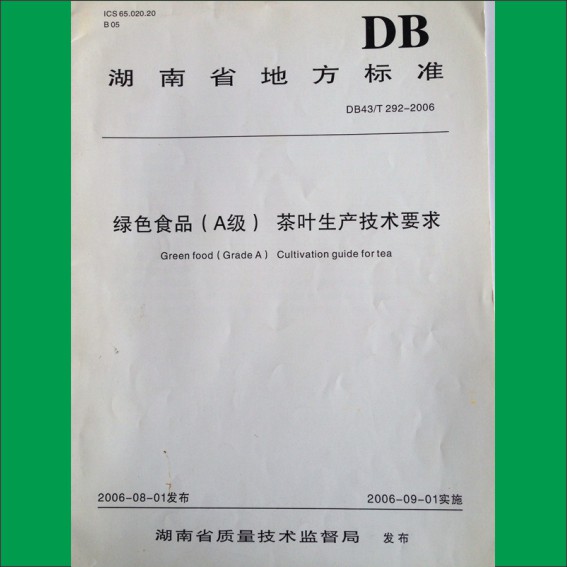 ICS 65.020.20
B 05
DB
湖南省地方标准
DB43/T 292-2006
绿色食品(A级) 茶叶生产技术要求
Green food (Grade A) Cultivation guide for tea
2006-08-01发布
2006-09-01实施
湖南省质量技术监督局 发布